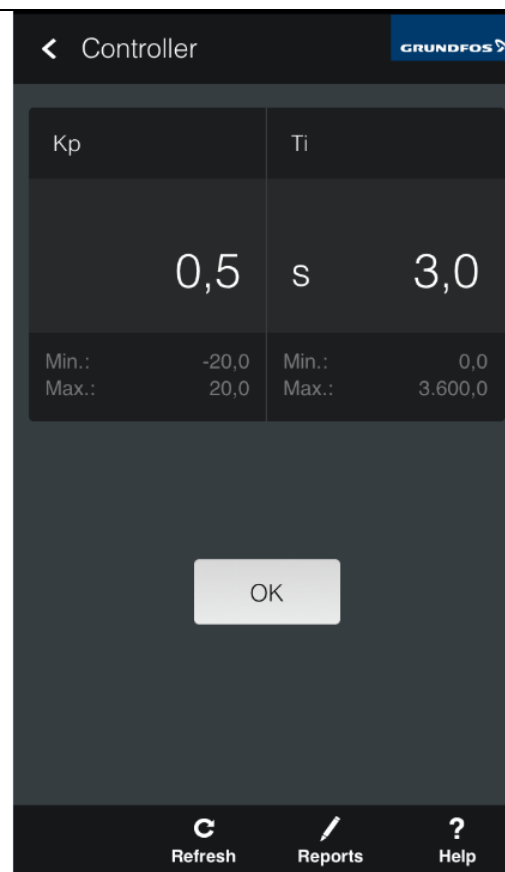 Controller
GRUNDFOS
Kp Ti
0,5 s 3,0
Min.: -20,0 Min.: 0,0
Max.: 20,0 Max.: 3.600,0
OK
Refresh Reports ? Help